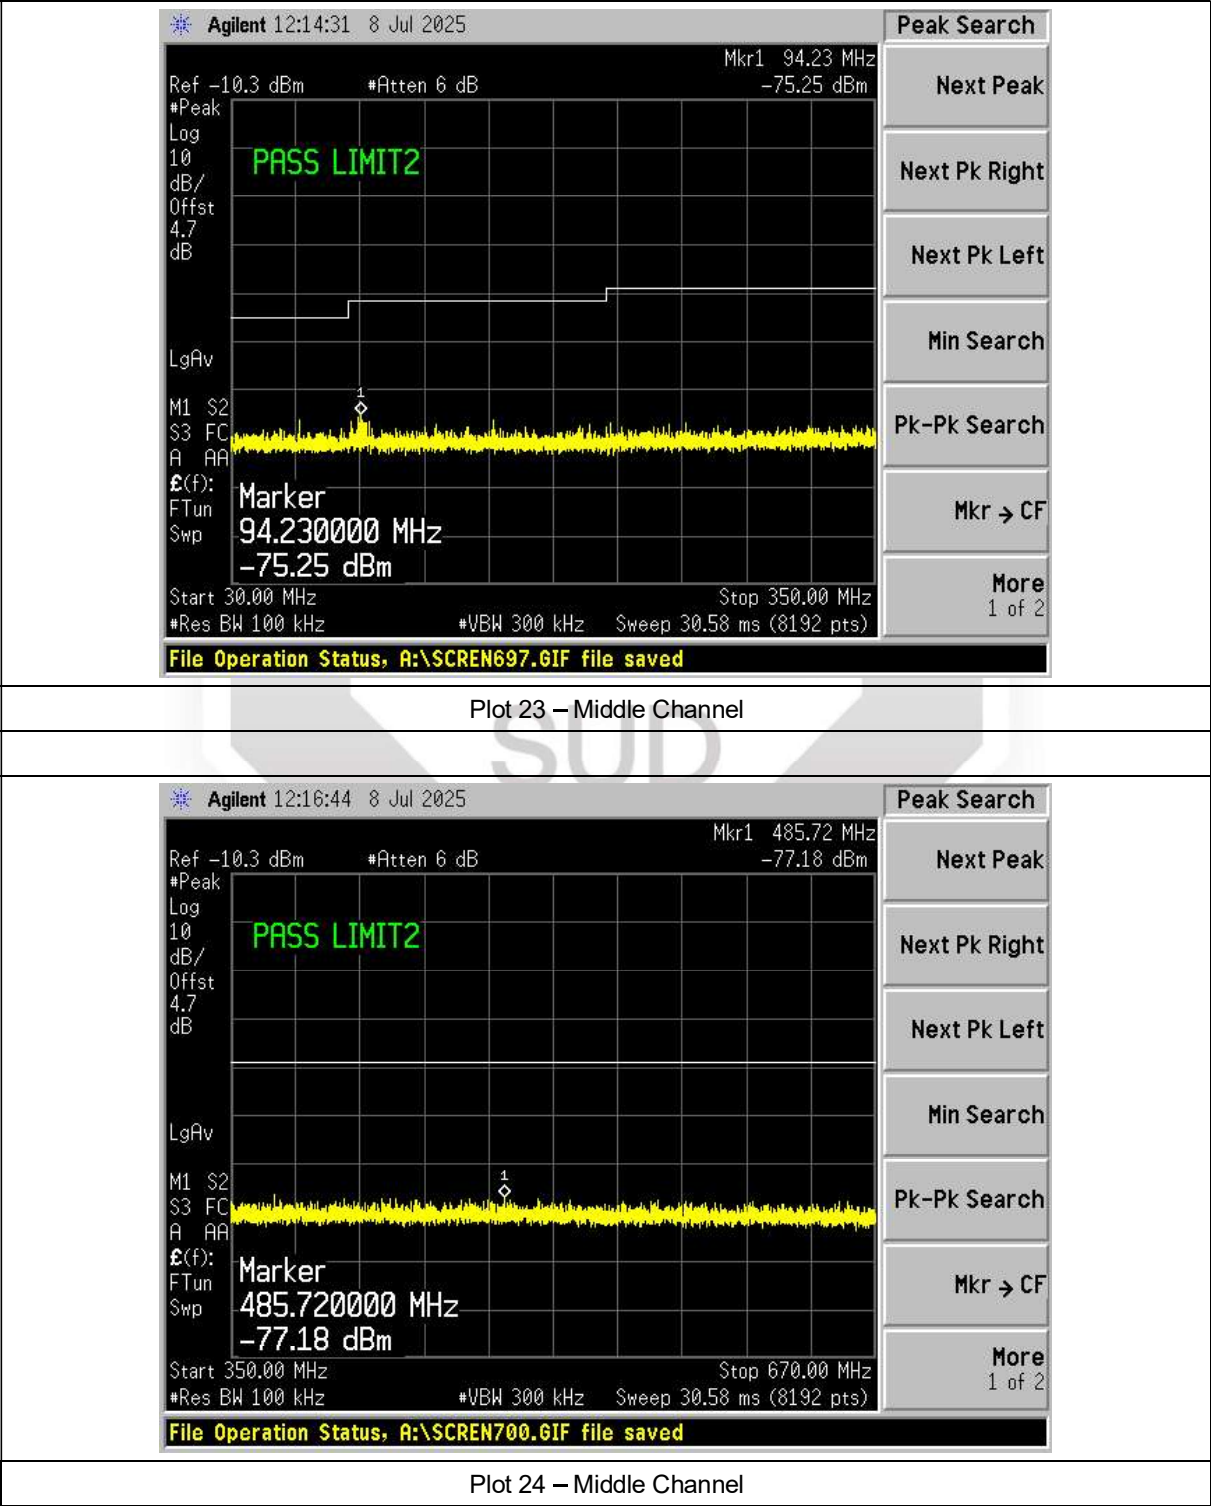 Agilent 12:14:31 8 Jul 2025
Peak Search
Mkr1 94.23 MHz
Ref -10.3 dBm #Atten 6 dB -75.25 dBm
Next Peak
#Peak
Log
10
dB/
Offst
4.7
dB
PASS LIMIT2
Next Pk Right
Next Pk Left
Min Search
LgAv
1
M1 S2
S3 FC
A AA
Pk-Pk Search
£(f):
FTun
Swp
Marker
94.230000 MHz
-75.25 dBm
Mkr → CF
More
1 of 2
Start 30.00 MHz Stop 350.00 MHz
#Res BW 100 kHz #VBW 300 kHz Sweep 30.58 ms (8192 pts)
File Operation Status, A:\SCREN697.GIF file saved
Plot 23 – Middle Channel
SUD
Agilent 12:16:44 8 Jul 2025
Peak Search
Mkr1 485.72 MHz
Ref -10.3 dBm #Atten 6 dB -77.18 dBm
Next Peak
#Peak
Log
10
dB/
Offst
4.7
dB
PASS LIMIT2
Next Pk Right
Next Pk Left
Min Search
LgAv
1
M1 S2
S3 FC
A AA
Pk-Pk Search
£(f):
FTun
Swp
Marker
485.720000 MHz
-77.18 dBm
Mkr → CF
More
1 of 2
Start 350.00 MHz Stop 670.00 MHz
#Res BW 100 kHz #VBW 300 kHz Sweep 30.58 ms (8192 pts)
File Operation Status, A:\SCREN700.GIF file saved
Plot 24 – Middle Channel